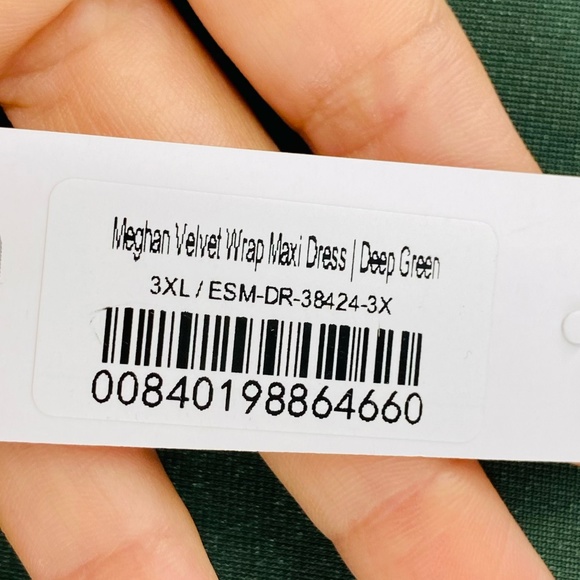 Meghan Velvet Wrap Maxi Dress | Deep Green
3XL / ESM-DR-38424-3X
00840198864660